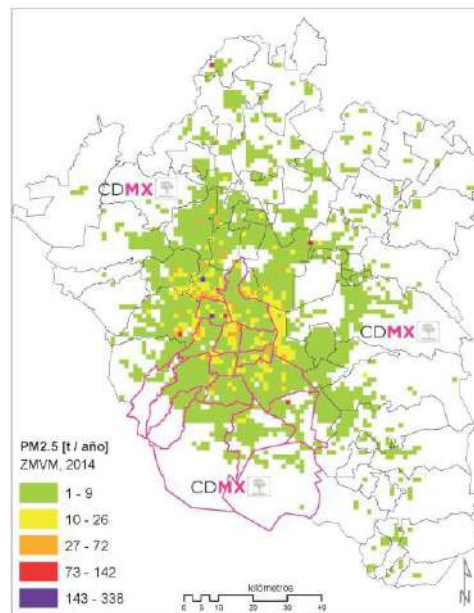 CDMX
CDMX
CDMX
PM2.5 [t / año]
ZMVM, 2014
1 - 9
10 - 26
27 - 72
73 - 142
143 - 338
kilómetros
0 5 10 20 30 40
N